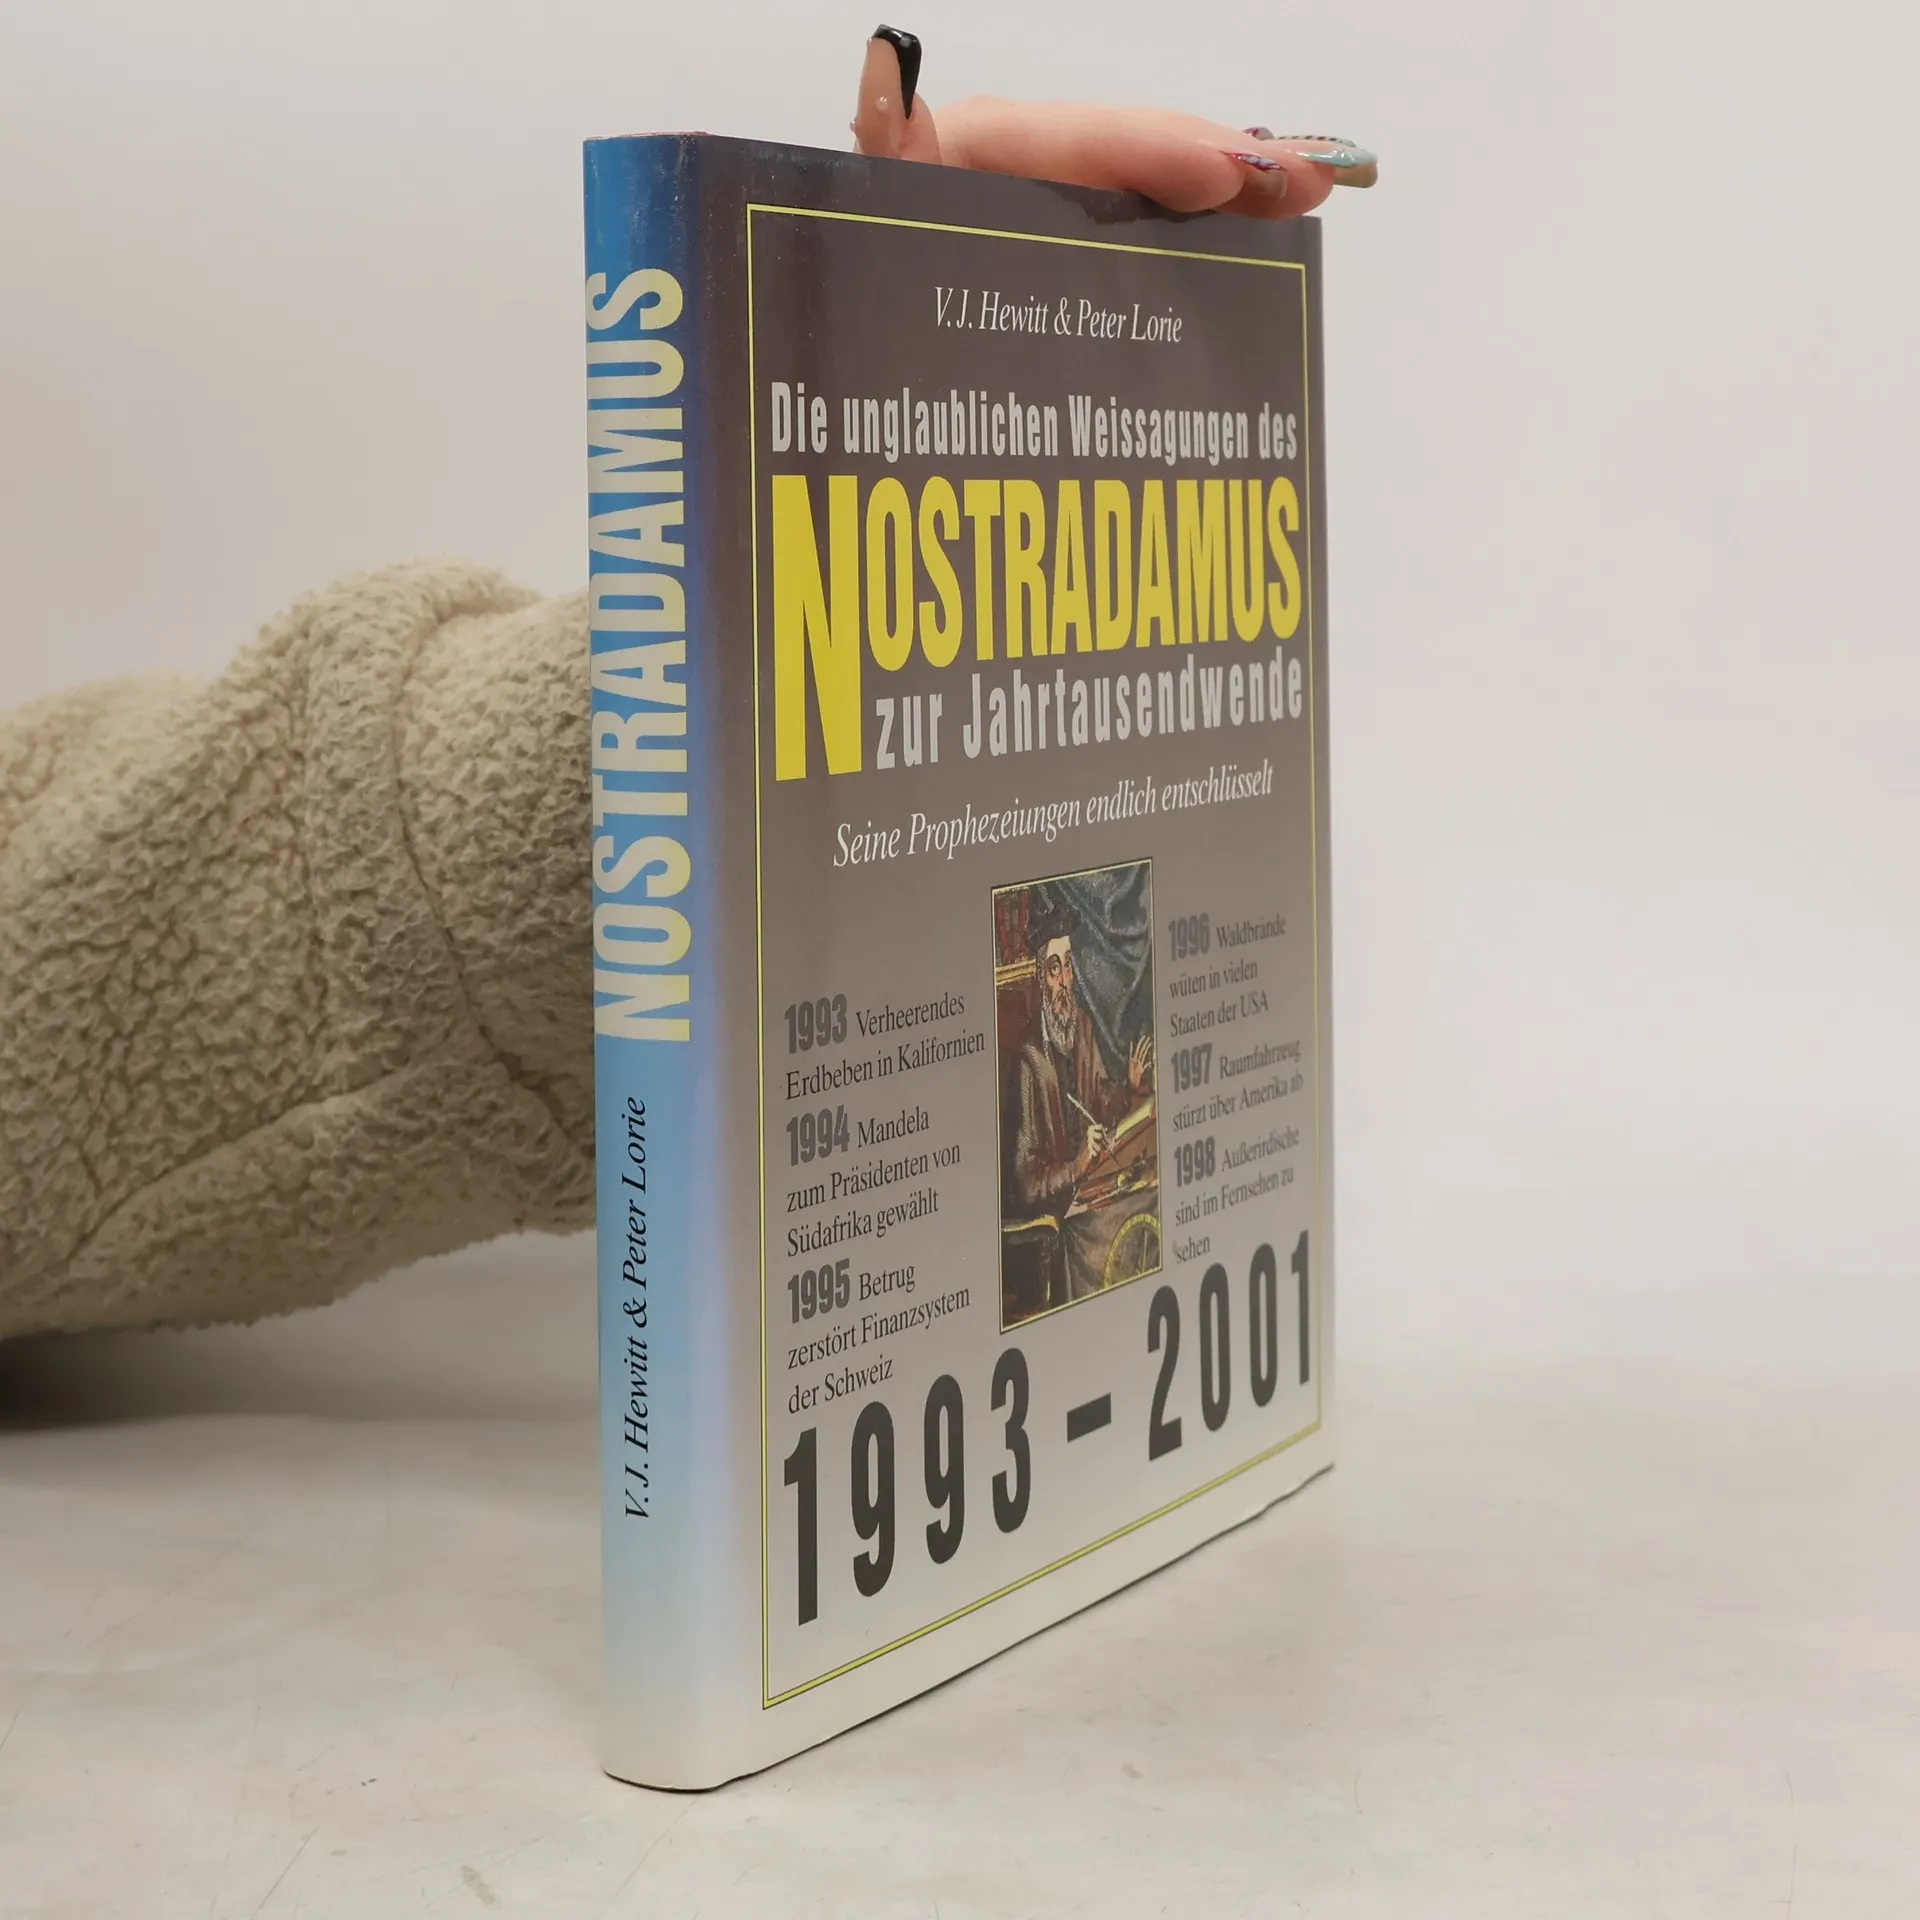 NOSTRADAMUS
V. J. Hewitt & Peter Lorie
V. J. Hewitt & Peter Lorie
Die unglaublichen Weissagungen des
NOSTRADAMUS
zur Jahrtausendwende
Seine Prophezeiungen endlich entschlüsselt
1993 Verheerendes
Erdbeben in Kalifornien
1994 Mandela
zum Präsidenten von
Südafrika gewählt
1995 Betrug
zerstört Finanzsystem
der Schweiz
1996 Waldbrände
wüten in vielen
Staaten der USA
1997 Raumfahrzeug
stürzt über Amerika ab
1998 Außerirdische
sind im Fernsehen zu
sehen
1993 – 2001